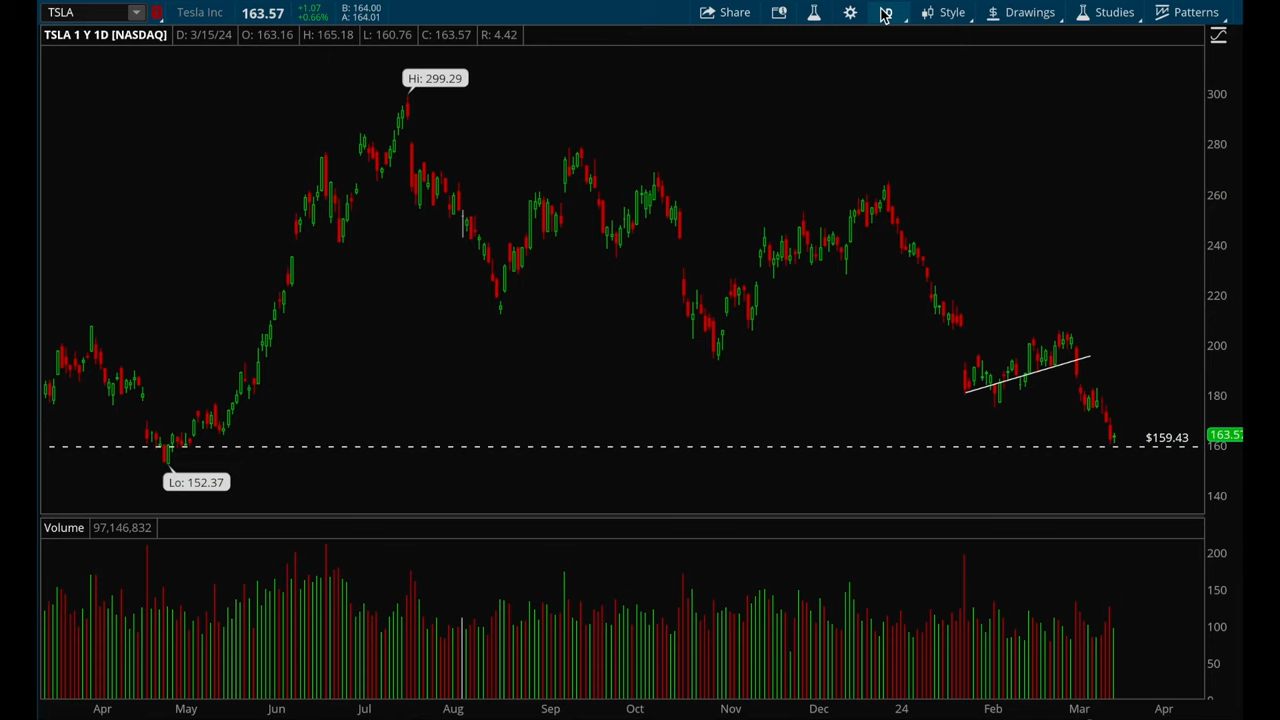 TSLA Tesla Inc 163.57 +1.07 +0.66% B: 164.00 A: 164.01 Share Style Drawings Studies Patterns
TSLA 1 Y 1D [NASDAQ] D: 3/15/24 O: 163.16 H: 165.18 L: 160.76 C: 163.57 R: 4.42
Hi: 299.29
300
280
260
240
220
200
180
$159.43
163.57
160
Lo: 152.37
140
Volume 97,146,832
200
150
100
50
0
Apr May Jun Jul Aug Sep Oct Nov Dec 24 Feb Mar Apr